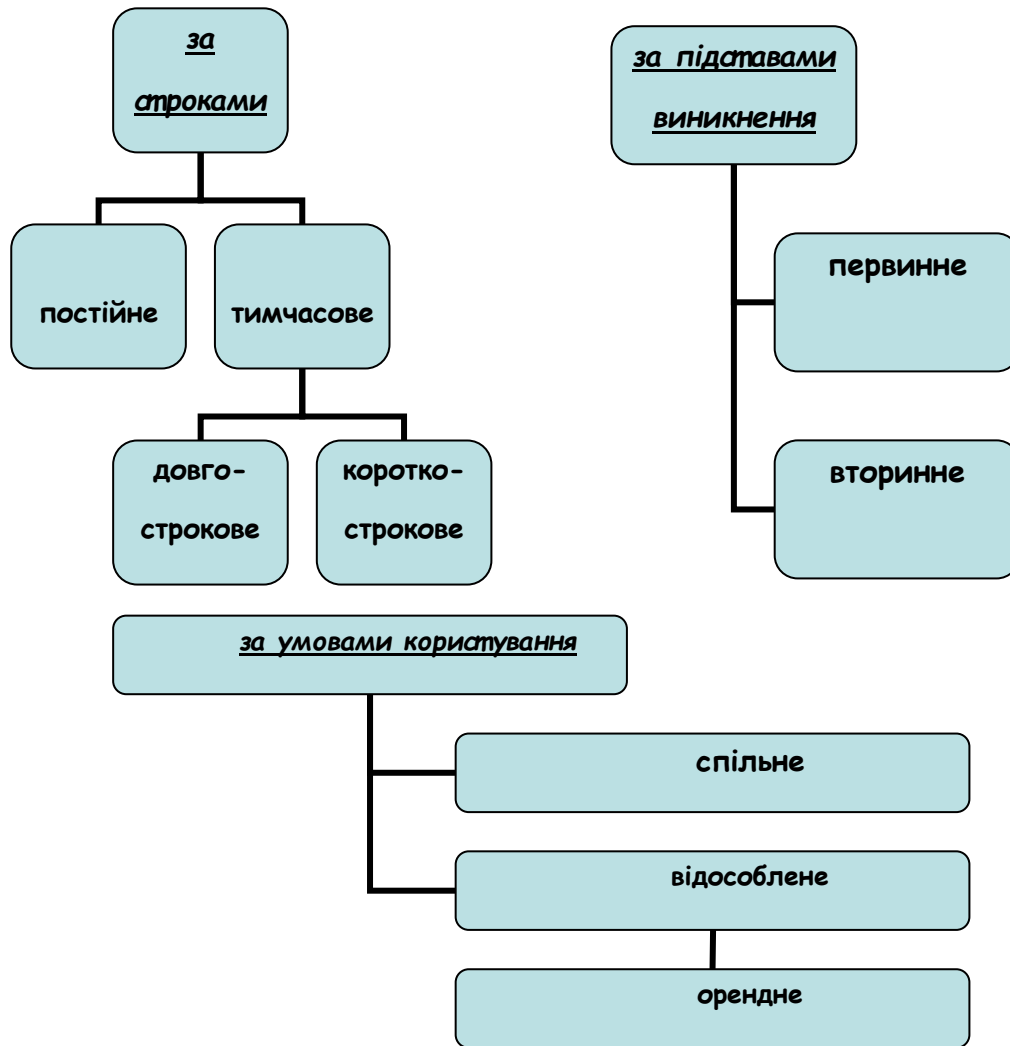 за
строками
постійне
тимчасове
довго-
строкове
коротко-
строкове
за підставами
виникнення
первинне
вторинне
за умовами користування
спільне
відособлене
орендне